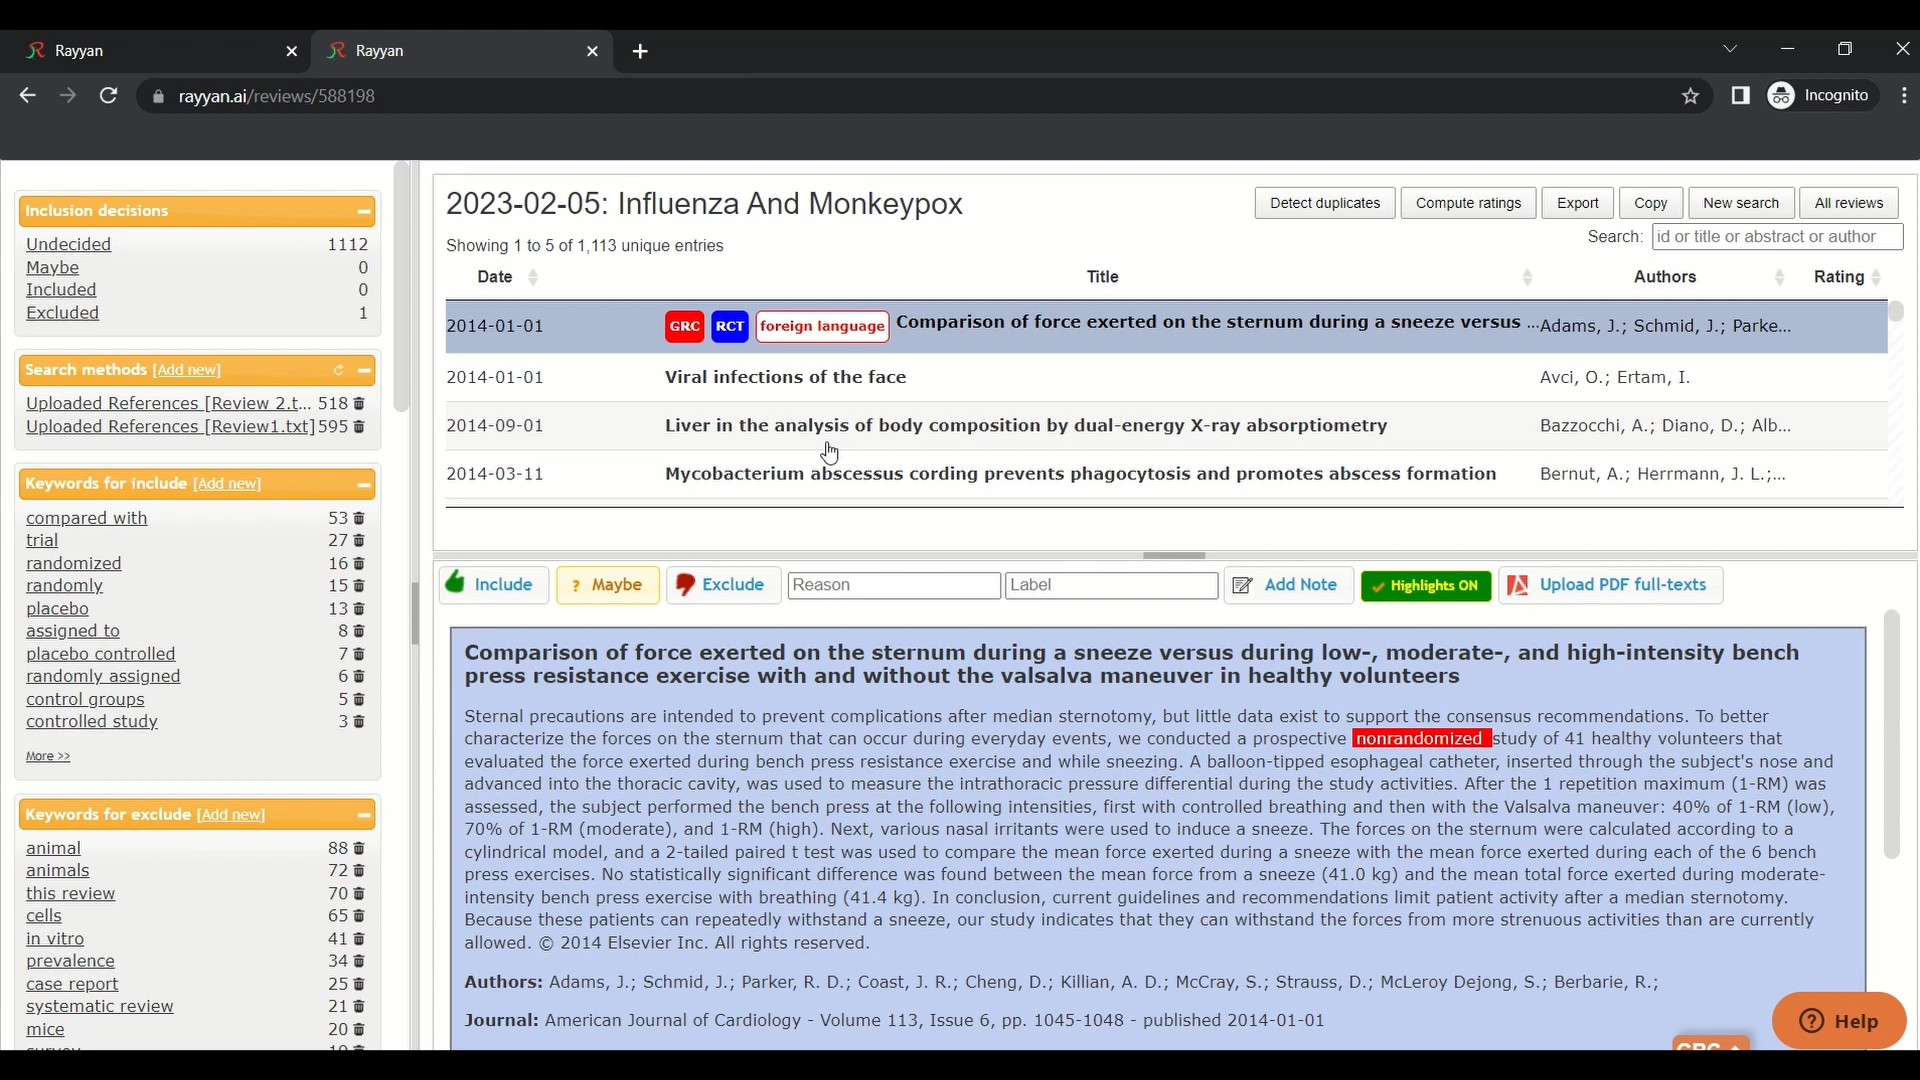 Rayyan
Rayyan
rayyan.ai/reviews/588198
Incognito
Inclusion decisions
Undecided 1112
Maybe 0
Included 0
Excluded 1
Search methods [Add new]
Uploaded References [Review 2.t... 518
Uploaded References [Review1.txt] 595
Keywords for include [Add new]
compared with 53
trial 27
randomized 16
randomly 15
placebo 13
assigned to 8
placebo controlled 7
randomly assigned 6
control groups 5
controlled study 3
More >>
Keywords for exclude [Add new]
animal 88
animals 72
this review 70
cells 65
in vitro 41
prevalence 34
case report 25
systematic review 21
mice 20
2023-02-05: Influenza And Monkeypox
Detect duplicates Compute ratings Export Copy New search All reviews
Showing 1 to 5 of 1,113 unique entries
Search: id or title or abstract or author
Date Title Authors Rating
2014-01-01 GRC RCT foreign language Comparison of force exerted on the sternum during a sneeze versus ... Adams, J.; Schmid, J.; Parke...
2014-01-01 Viral infections of the face Avci, O.; Ertam, I.
2014-09-01 Liver in the analysis of body composition by dual-energy X-ray absorptiometry Bazzocchi, A.; Diano, D.; Alb...
2014-03-11 Mycobacterium abscessus cording prevents phagocytosis and promotes abscess formation Bernut, A.; Herrmann, J. L.;...
Include ? Maybe Exclude Reason Label Add Note Highlights ON Upload PDF full-texts
Comparison of force exerted on the sternum during a sneeze versus during low-, moderate-, and high-intensity bench
press resistance exercise with and without the valsalva maneuver in healthy volunteers
Sternal precautions are intended to prevent complications after median sternotomy, but little data exist to support the consensus recommendations. To better
characterize the forces on the sternum that can occur during everyday events, we conducted a prospective nonrandomized study of 41 healthy volunteers that
evaluated the force exerted during bench press resistance exercise and while sneezing. A balloon-tipped esophageal catheter, inserted through the subject's nose and
advanced into the thoracic cavity, was used to measure the intrathoracic pressure differential during the study activities. After the 1 repetition maximum (1-RM) was
assessed, the subject performed the bench press at the following intensities, first with controlled breathing and then with the Valsalva maneuver: 40% of 1-RM (low),
70% of 1-RM (moderate), and 1-RM (high). Next, various nasal irritants were used to induce a sneeze. The forces on the sternum were calculated according to a
cylindrical model, and a 2-tailed paired t test was used to compare the mean force exerted during a sneeze with the mean force exerted during each of the 6 bench
press exercises. No statistically significant difference was found between the mean force from a sneeze (41.0 kg) and the mean total force exerted during moderate-
intensity bench press exercise with breathing (41.4 kg). In conclusion, current guidelines and recommendations limit patient activity after a median sternotomy.
Because these patients can repeatedly withstand a sneeze, our study indicates that they can withstand the forces from more strenuous activities than are currently
allowed. © 2014 Elsevier Inc. All rights reserved.
Authors: Adams, J.; Schmid, J.; Parker, R. D.; Coast, J. R.; Cheng, D.; Killian, A. D.; McCray, S.; Strauss, D.; McLeroy Dejong, S.; Berbarie, R.;
Journal: American Journal of Cardiology - Volume 113, Issue 6, pp. 1045-1048 - published 2014-01-01
Help